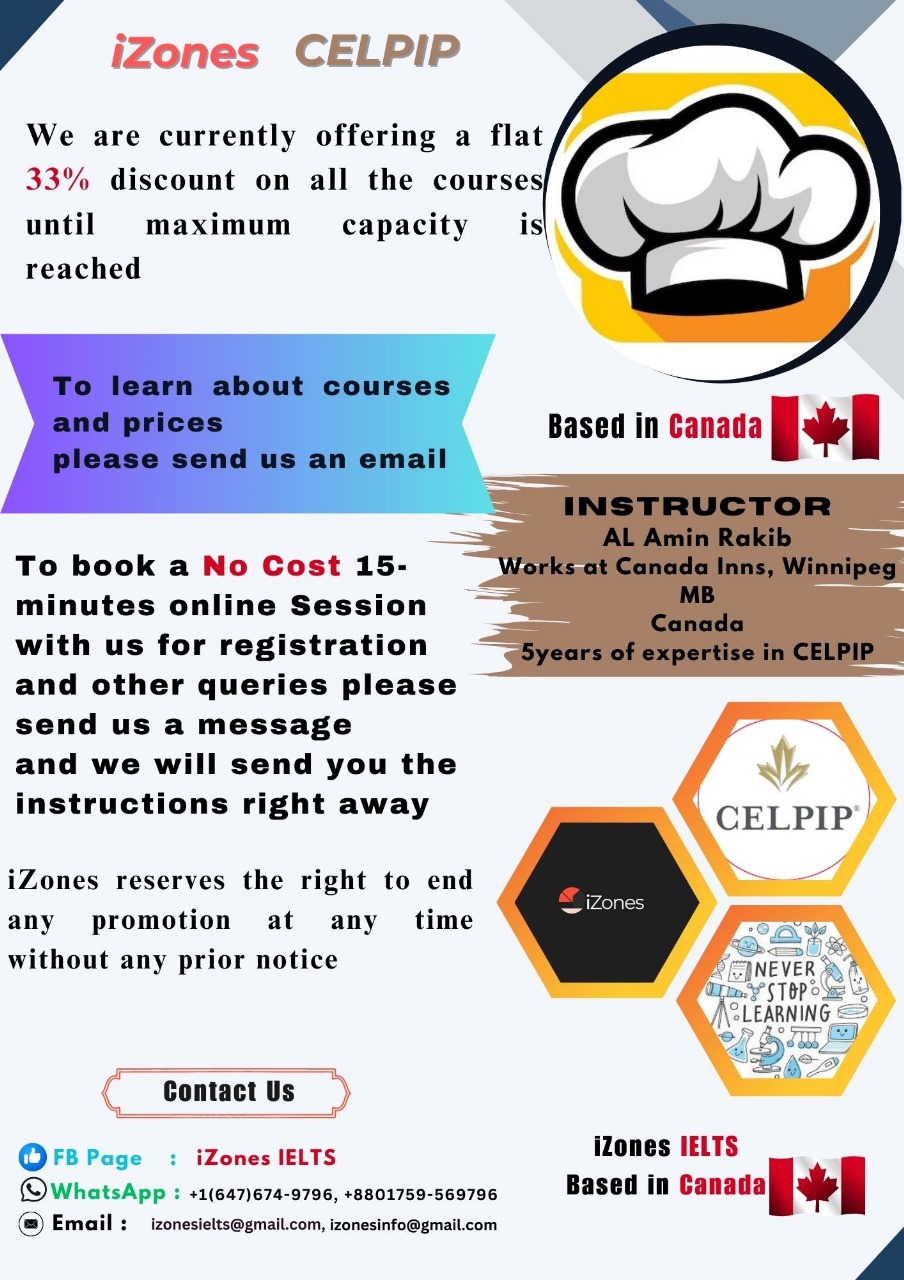 iZones CELPIP
We are currently offering a flat
33% discount on all the courses
until maximum capacity is
reached
To learn about courses
and prices
please send us an email
Based in Canada
INSTRUCTOR
AL Amin Rakib
Works at Canada Inns, Winnipeg
MB
Canada
5years of expertise in CELPIP
To book a No Cost 15-
minutes online Session
with us for registration
and other queries please
send us a message
and we will send you the
instructions right away
CELPIP®
iZones
NEVER
STOP
LEARNING
iZones reserves the right to end
any promotion at any time
without any prior notice
Contact Us
FB Page : iZones IELTS
WhatsApp : +1(647)674-9796, +8801759-569796
Email : izonesielts@gmail.com, izonesinfo@gmail.com
iZones IELTS
Based in Canada